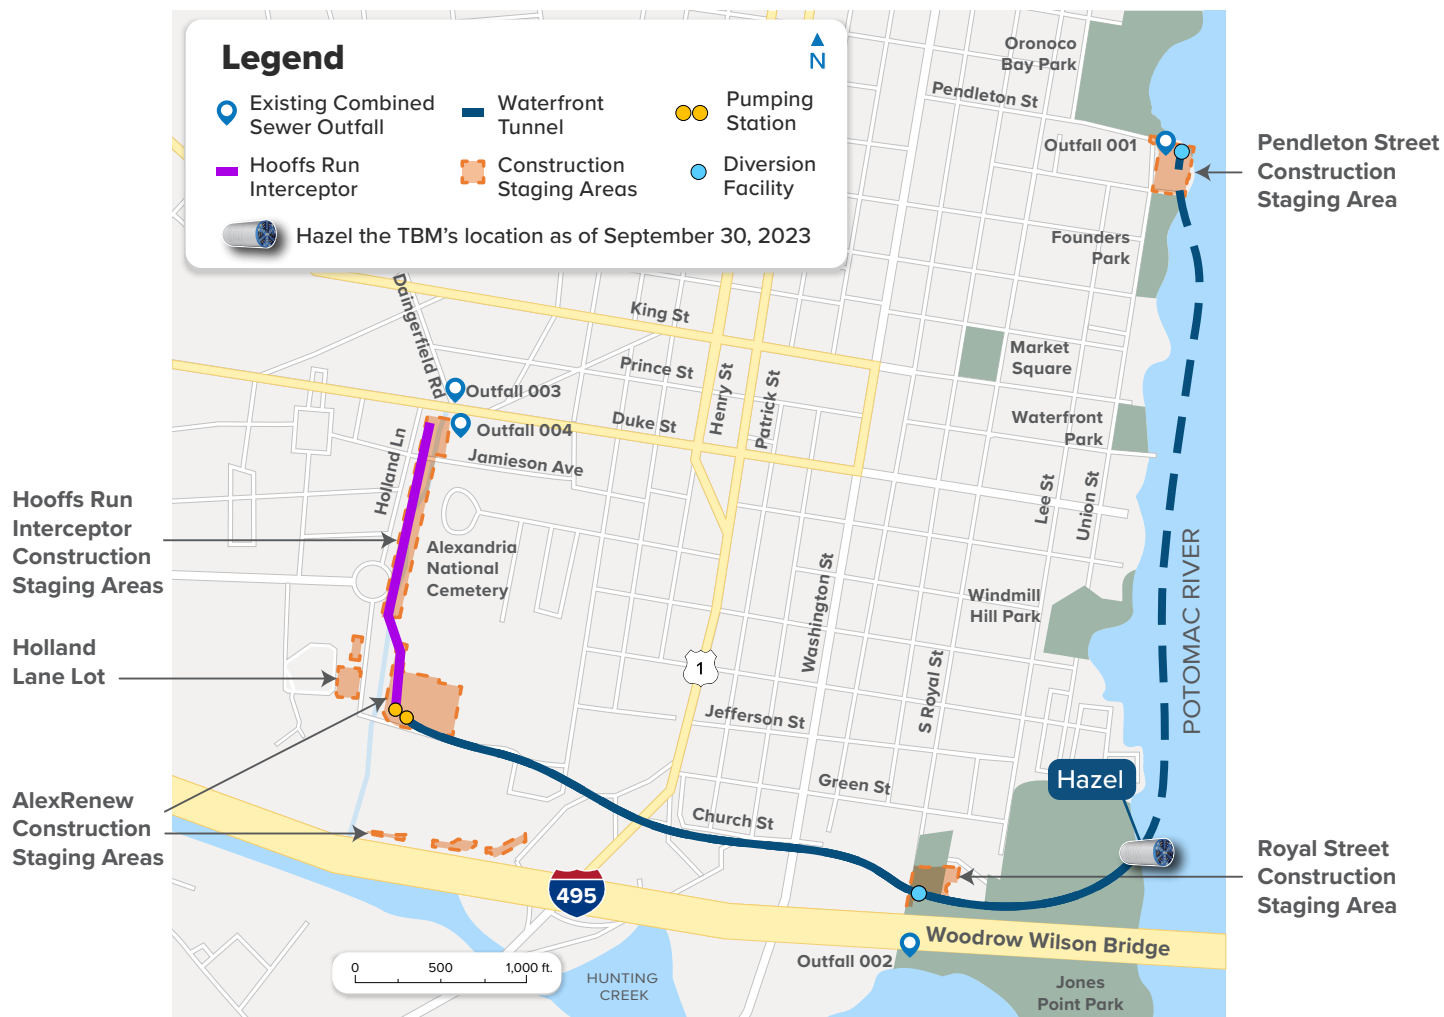 Legend
N
Existing Combined
Sewer Outfall
Waterfront
Tunnel
Pumping
Station
Hooffs Run
Interceptor
Construction
Staging Areas
Diversion
Facility
Hazel the TBM’s location as of September 30, 2023
Oronoco
Bay Park
Pendleton St
Outfall 001
Pendleton Street
Construction
Staging Area
Founders
Park
Daingerfield Rd
King St
Prince St
Henry St
Patrick St
Market
Square
Outfall 003
Duke St
Outfall 004
Waterfront
Park
Holland Ln
Jamieson Ave
Lee St
Union St
Hooffs Run
Interceptor
Construction
Staging Areas
Alexandria
National
Cemetery
Washington St
Windmill
Hill Park
POTOMAC RIVER
Holland
Lane Lot
1
S Royal St
Jefferson St
Green St
Hazel
AlexRenew
Construction
Staging Areas
Church St
Royal Street
Construction
Staging Area
495
Woodrow Wilson Bridge
Outfall 002
0 500 1,000 ft.
HUNTING
CREEK
Jones
Point Park